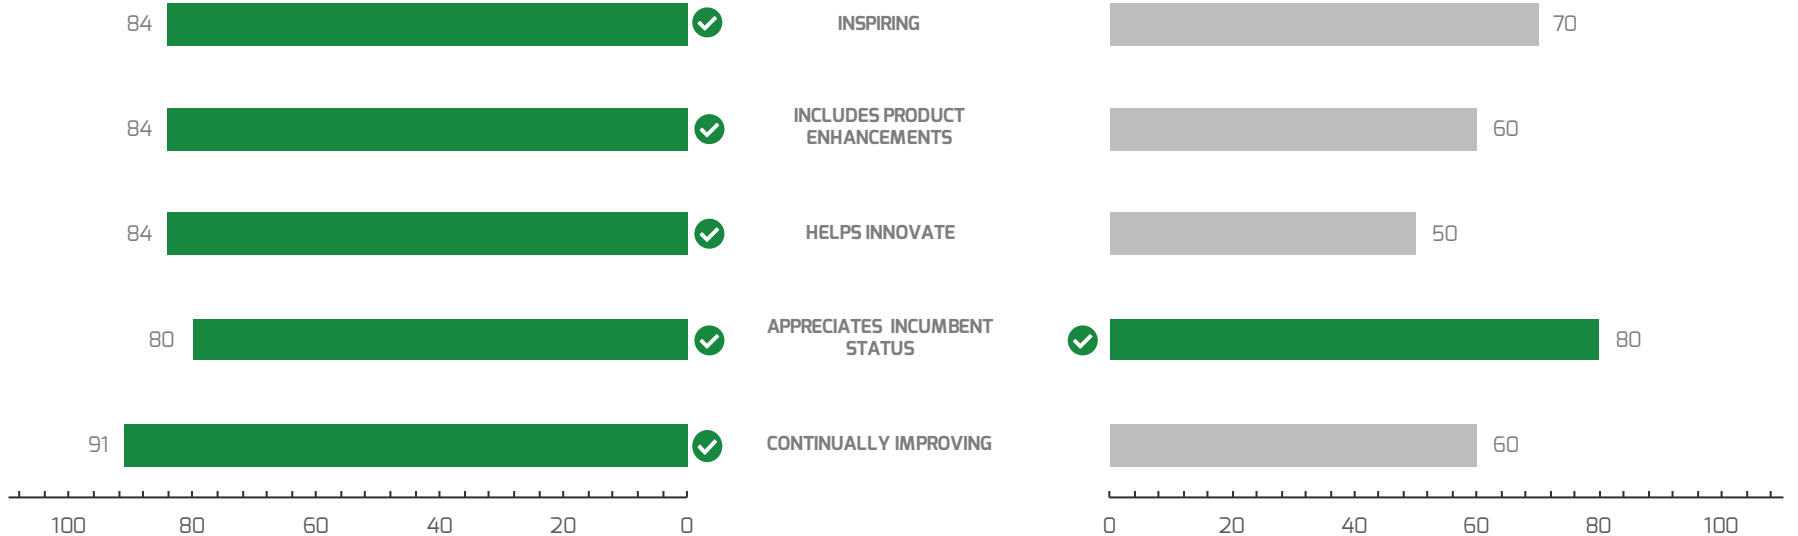 84 INSPIRING 70
INCLUDES PRODUCT
84 ENHANCEMENTS 60
84 HELPS INNOVATE 50
APPRECIATES INCUMBENT
80 STATUS 80
91 CONTINUALLY IMPROVING 60
100 80 60 40 20 0 0 20 40 60 80 100